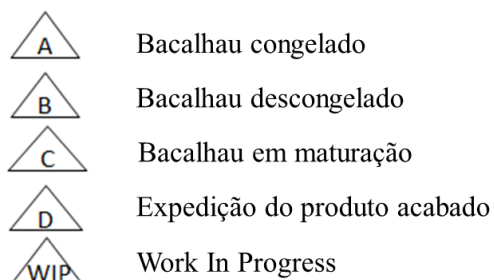 A Bacalhau congelado
B Bacalhau descongelado
C Bacalhau em maturação
D Expedição do produto acabado
WIP Work In Progress